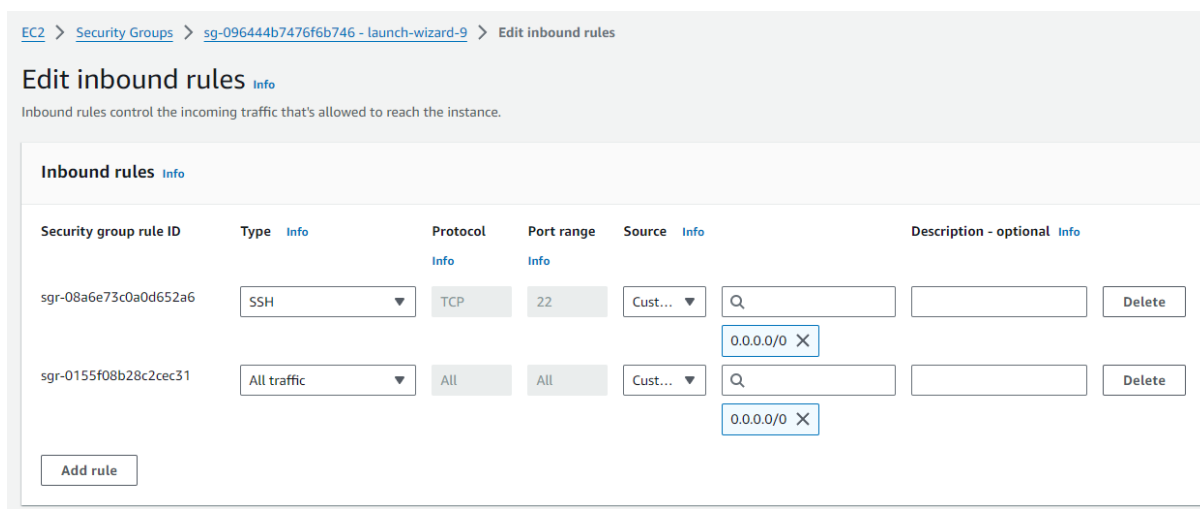 EC2 > Security Groups > sg-096444b7476f6b746 - launch-wizard-9 > Edit inbound rules
Edit inbound rules Info
Inbound rules control the incoming traffic that's allowed to reach the instance.
Inbound rules Info
Security group rule ID Type Info Protocol Info Port range Info Source Info Description - optional Info
sgr-08a6e73c0a0d652a6 SSH TCP 22 Cust... Delete
0.0.0.0/0
sgr-0155f08b28c2cec31 All traffic All All Cust... Delete
0.0.0.0/0
Add rule